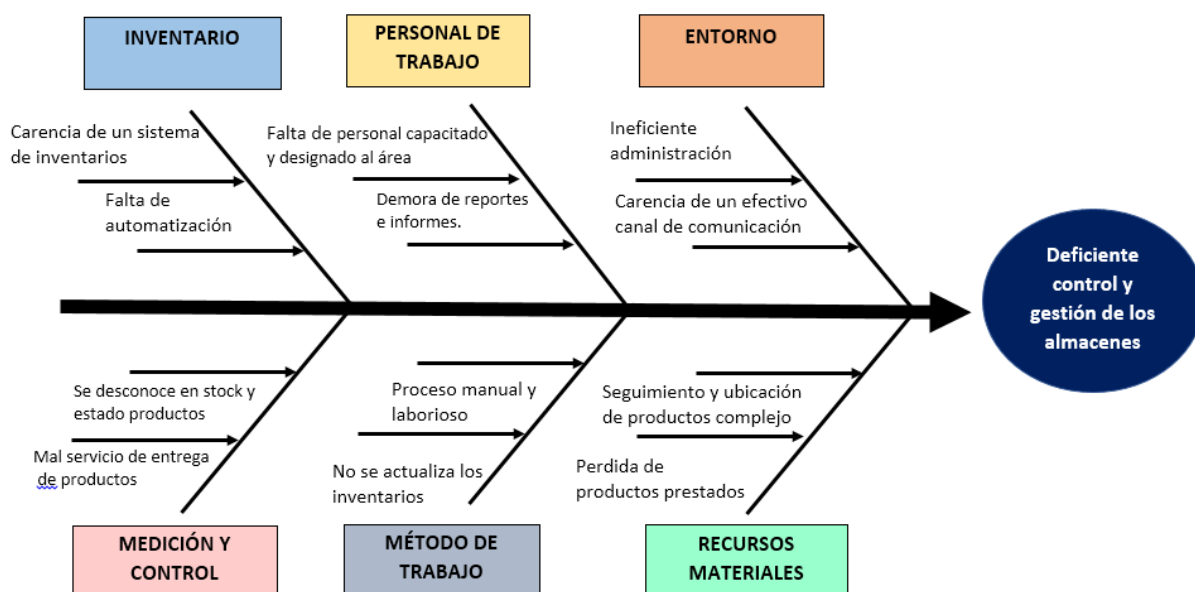 INVENTARIO
PERSONAL DE
TRABAJO
ENTORNO
Carencia de un sistema
de inventarios
Falta de
automatización
Falta de personal capacitado
y designado al área
Demora de reportes
e informes.
Ineficiente
administración
Carencia de un efectivo
canal de comunicación
Deficiente
control y
gestión de los
almacenes
Se desconoce en stock y
estado productos
Mal servicio de entrega
de productos
Proceso manual y
laborioso
No se actualiza los
inventarios
Seguimiento y ubicación
de productos complejo
Perdida de
productos prestados
MEDICIÓN Y
CONTROL
MÉTODO DE
TRABAJO
RECURSOS
MATERIALES